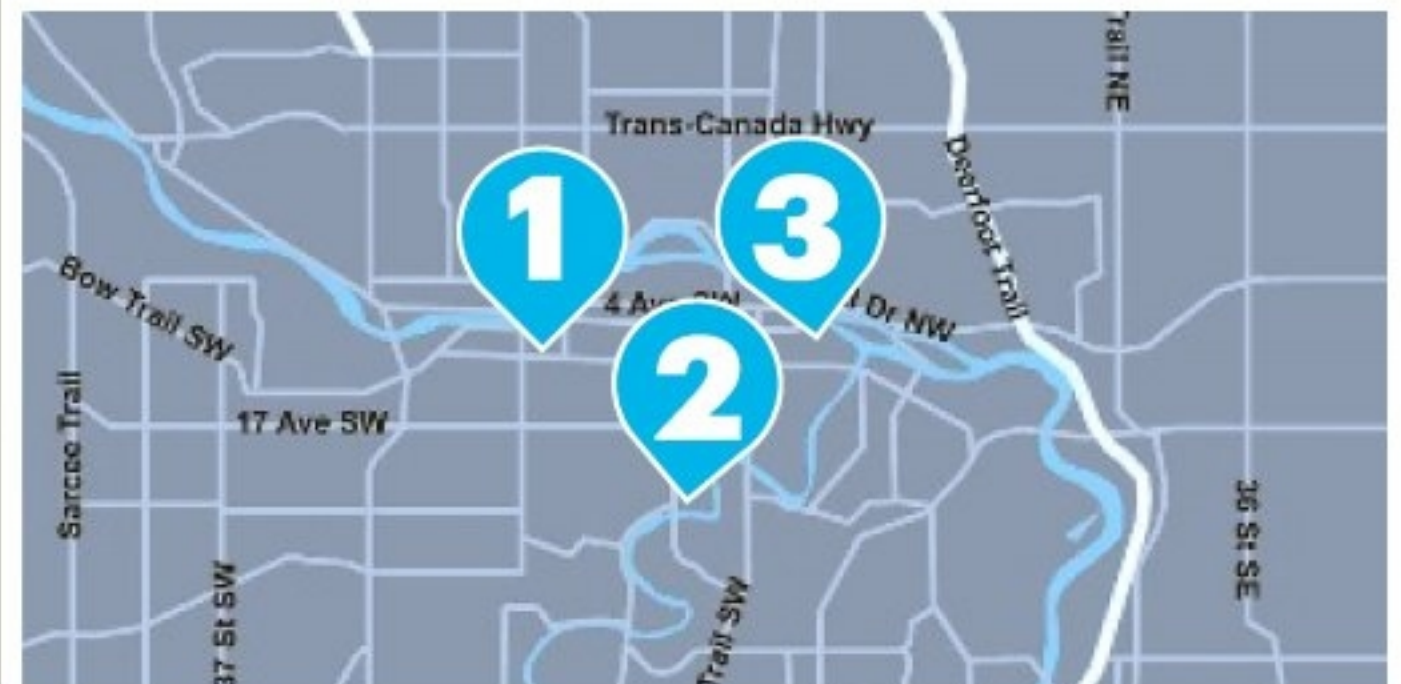 Trail NE
Trans-Canada Hwy
Deerfoot Trail
1
3
4 Ave SW
Dr NW
Bow Trail SW
2
17 Ave SW
Sarcee Trail
37 St SW
Trail SW
36 St SE